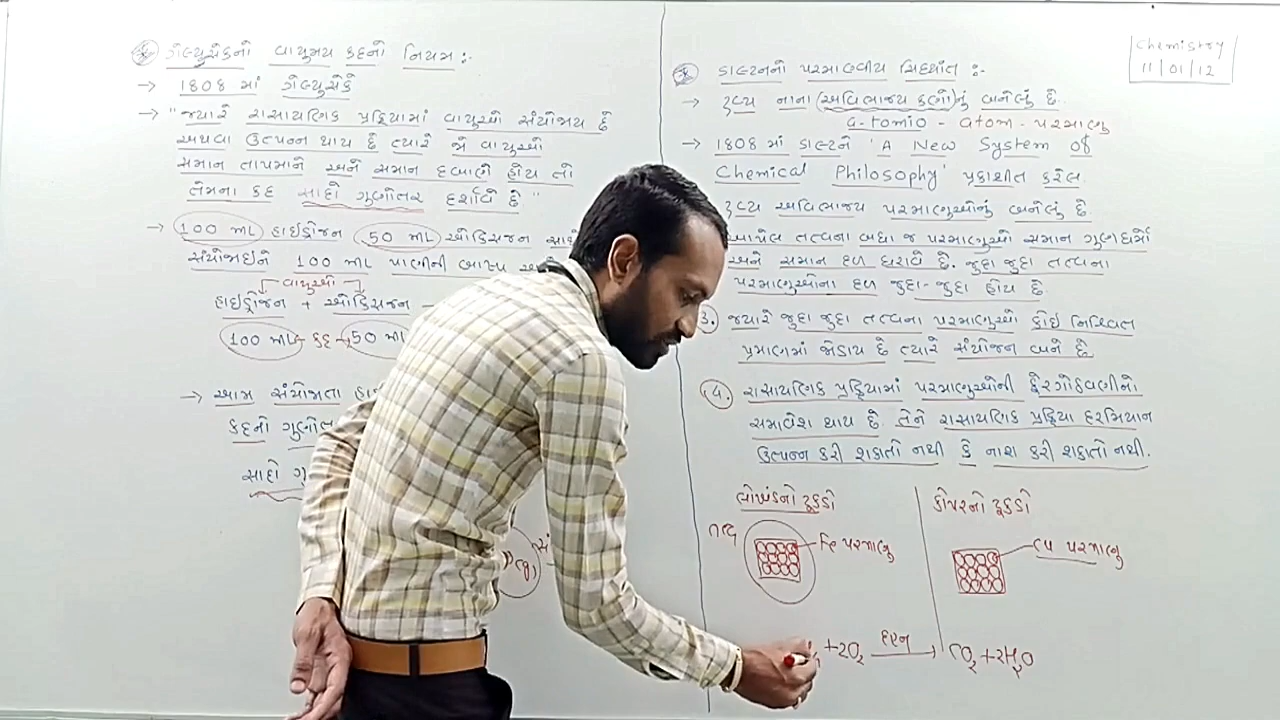 ગેલ્યુસેકનો વાયુમય કદનો નિયમ :-
→ 1808 માં ગેલ્યુસેકે
→ "જ્યારે રાસાયણિક પ્રક્રિયામાં વાયુઓ સંયોજાય છે
અથવા ઉત્પન્ન થાય છે ત્યારે જો વાયુઓ
સમાન તાપમાને અને સમાન દબાણે હોય તો
તેમના કદ સાદો ગુણોત્તર દર્શાવે છે"
→ 100 mL હાઈડ્રોજન 50 mL ઓક્સિજન
સંયોજાઈને 100 mL પાણીની બાષ્પ
વાયુઓ
હાઈડ્રોજન + ઓક્સિજન
100 mL કદ 50 mL
→ આમ સંયોજાતા
કદનો
સાદો
(g)
Chemistry
11/01/12
ડાલ્ટનનો પરમાણ્વીય સિદ્ધાંત :-
→ દ્રવ્ય નાના (અવિભાજ્ય કણો)નું બનેલું છે.
a-tomio - atom - પરમાણુ
→ 1808 માં ડાલ્ટને 'A New System of
Chemical Philosophy' પ્રકાશીત કરેલ.
દ્રવ્ય અવિભાજ્ય પરમાણુઓનું બનેલું છે.
આપેલ તત્વના બધા જ પરમાણુઓ સમાન ગુણધર્મો
અને સમાન દળ ધરાવે છે. જુદા જુદા તત્વના
પરમાણુઓના દળ જુદા-જુદા હોય છે
3. જ્યારે જુદા જુદા તત્વના પરમાણુઓ કોઈ નિશ્ચિત
પ્રમાણમાં જોડાય છે ત્યારે સંયોજન બને છે
4. રાસાયણિક પ્રક્રિયામાં પરમાણુઓની ફેરગોઠવણીનો
સમાવેશ થાય છે. તેને રાસાયણિક પ્રક્રિયા દરમિયાન
ઉત્પન્ન કરી શકાતો નથી કે નાશ કરી શકાતો નથી.
લોખંડનો ટૂકડો
તત્વ
Fe પરમાણુ
કોપરનો ટૂકડો
Cu પરમાણુ
+2O₂ દહન → CO₂ + 2H₂O